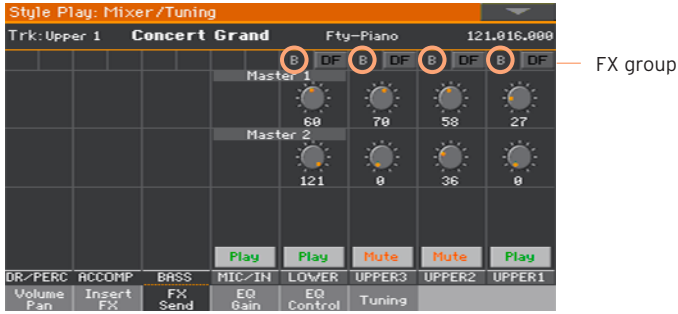 Style Play: Mixer/Tuning
Trk:Upper 1 Concert Grand Fty-Piano 121.016.000
B DF B DF B DF B DF FX group
Master 1
60 70 58 27
Master 2
121 0 36 0
Play Play Mute Mute Play
DR/PERC ACCOMP BASS MIC/IN LOWER UPPER3 UPPER2 UPPER1
Volume Pan Insert FX FX Send EQ Gain EQ Control Tuning